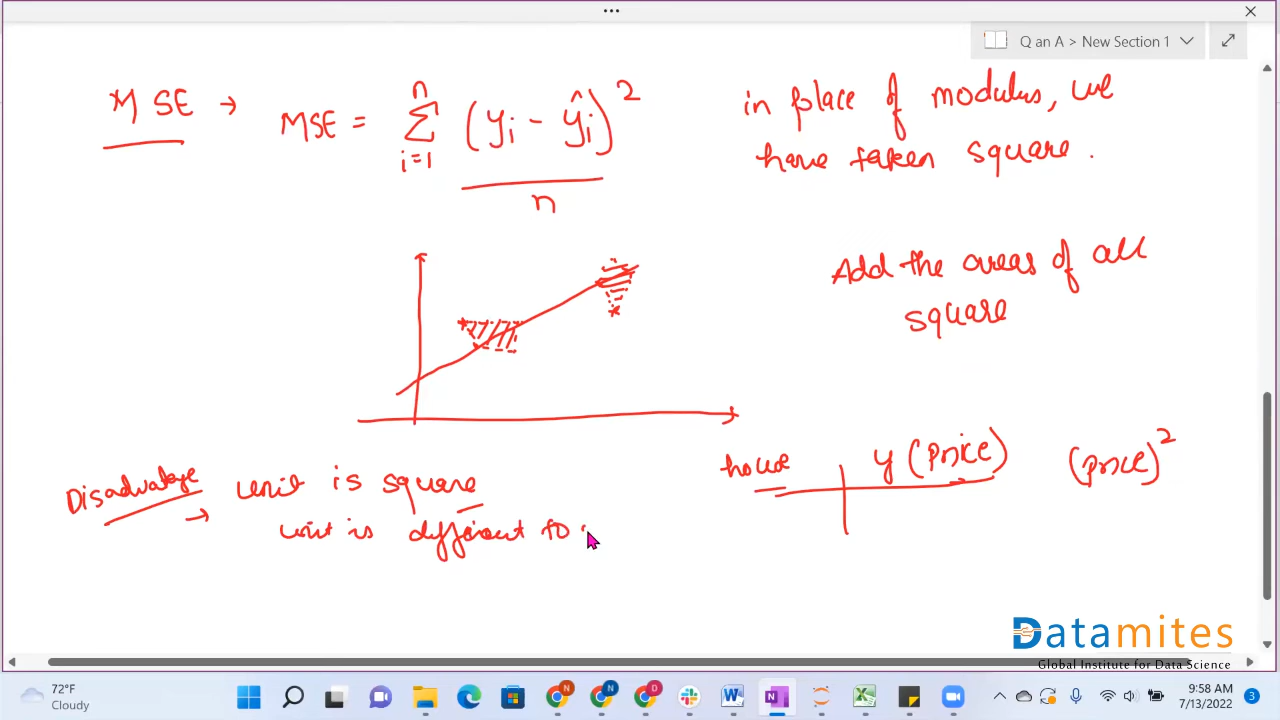 Q an A > New Section 1
MSE → MSE = n Σ i=1 (yi - ŷi)² / n
in place of modulus, we
have taken square.
Add the areas of all
square
house y (Price) (price)²
Disadvatage → unit is square
unit is different to
Datamites
Global Institute for Data Science
72°F
Cloudy
9:58 AM
7/13/2022
3